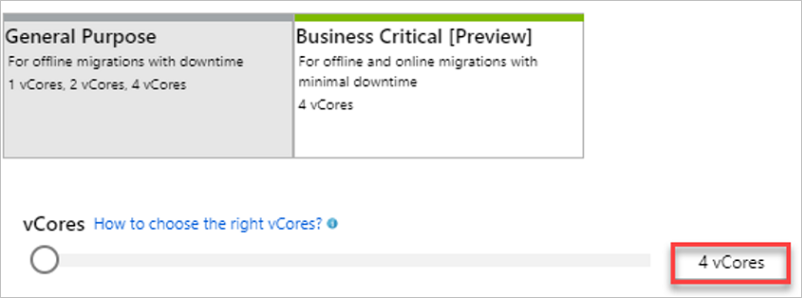 General Purpose
For offline migrations with downtime
1 vCores, 2 vCores, 4 vCores
Business Critical [Preview]
For offline and online migrations with
minimal downtime
4 vCores
vCores How to choose the right vCores?
4 vCores